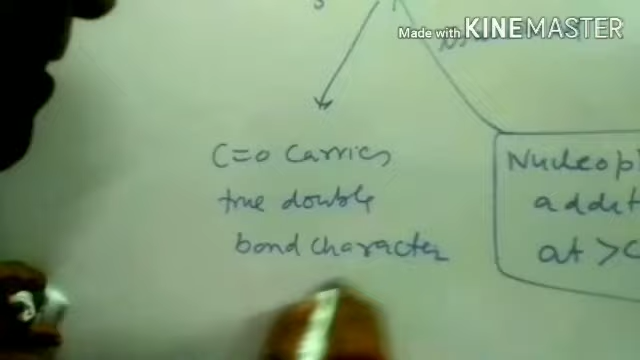 Made with KINEMASTER
C=O Carries
true double
bond character
Nucleop
addit
at >C